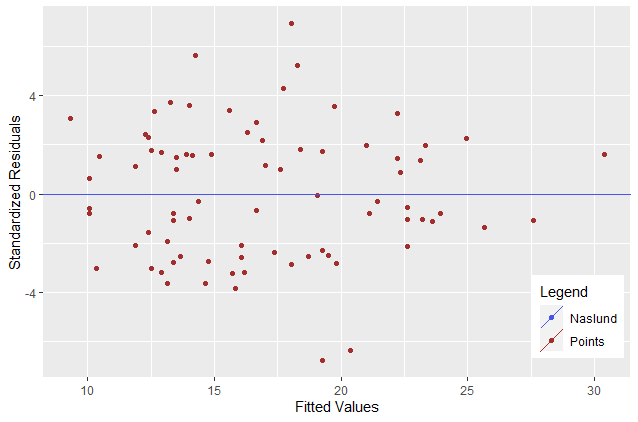 Standardized Residuals
4
0
-4
10
15
20
25
30
Fitted Values
Legend
Naslund
Points